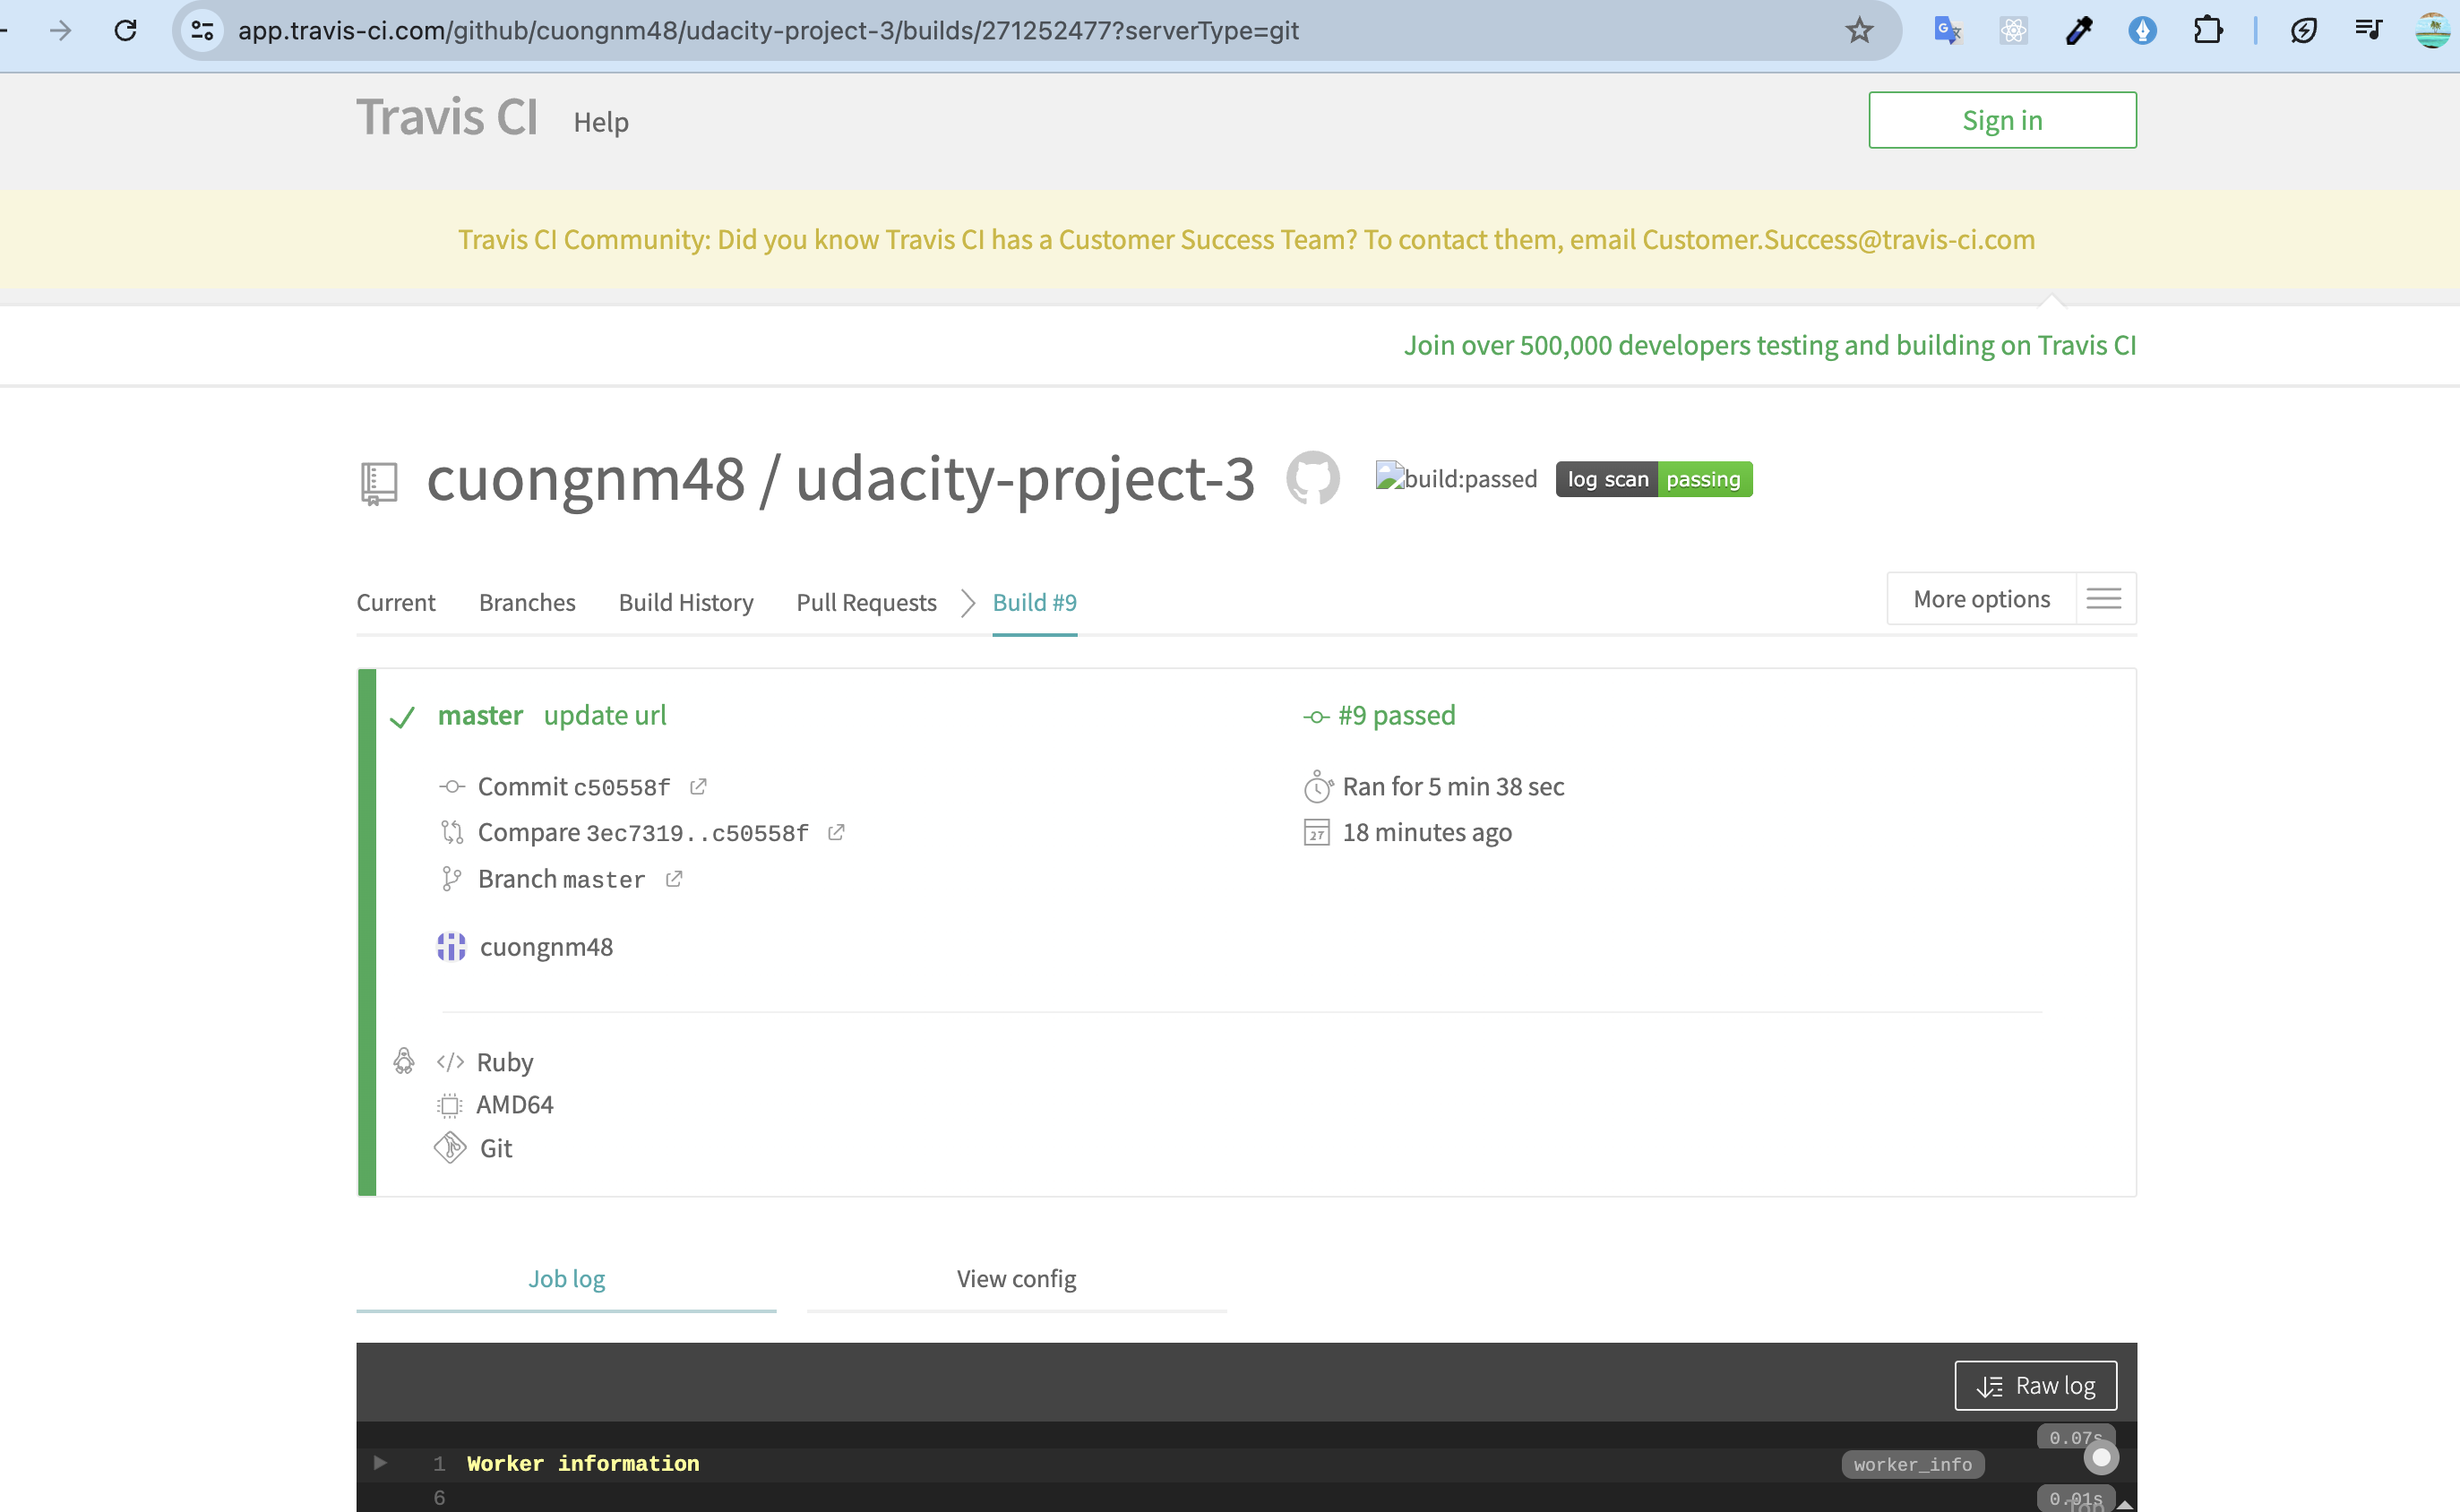 app.travis-ci.com/github/cuongnm48/udacity-project-3/builds/271252477?serverType=git
Travis CI Help Sign in
Travis CI Community: Did you know Travis CI has a Customer Success Team? To contact them, email Customer.Success@travis-ci.com
Join over 500,000 developers testing and building on Travis CI
cuongnm48 / udacity-project-3 build:passed log scan passing
Current Branches Build History Pull Requests Build #9 More options
master update url #9 passed
Commit c50558f Ran for 5 min 38 sec
Compare 3ec7319..c50558f 27 18 minutes ago
Branch master
cuongnm48
Ruby
AMD64
Git
Job log View config
Raw log
0.07s
1 Worker information worker_info
6 0.01s
Top